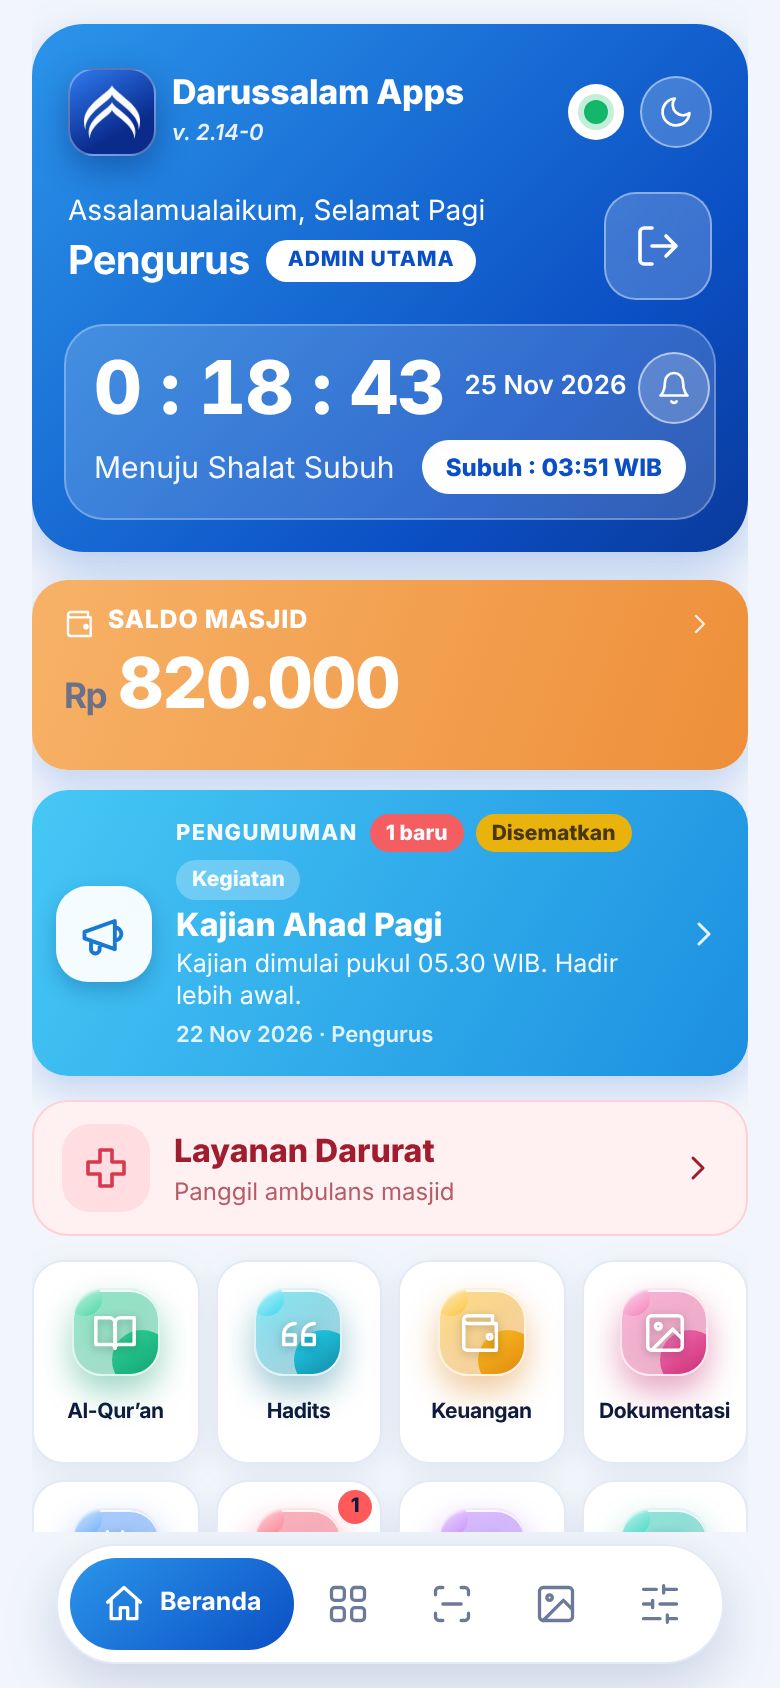 Darussalam Apps
v. 2.14-0
Assalamualaikum, Selamat Pagi
Pengurus ADMIN UTAMA
0 : 18 : 43 25 Nov 2026
Menuju Shalat Subuh Subuh : 03:51 WIB
SALDO MASJID
Rp 820.000
PENGUMUMAN 1 baru Disematkan
Kegiatan
Kajian Ahad Pagi
Kajian dimulai pukul 05.30 WIB. Hadir
lebih awal.
22 Nov 2026 · Pengurus
Layanan Darurat
Panggil ambulans masjid
Al-Qur’an Hadits Keuangan Dokumentasi
1
Beranda